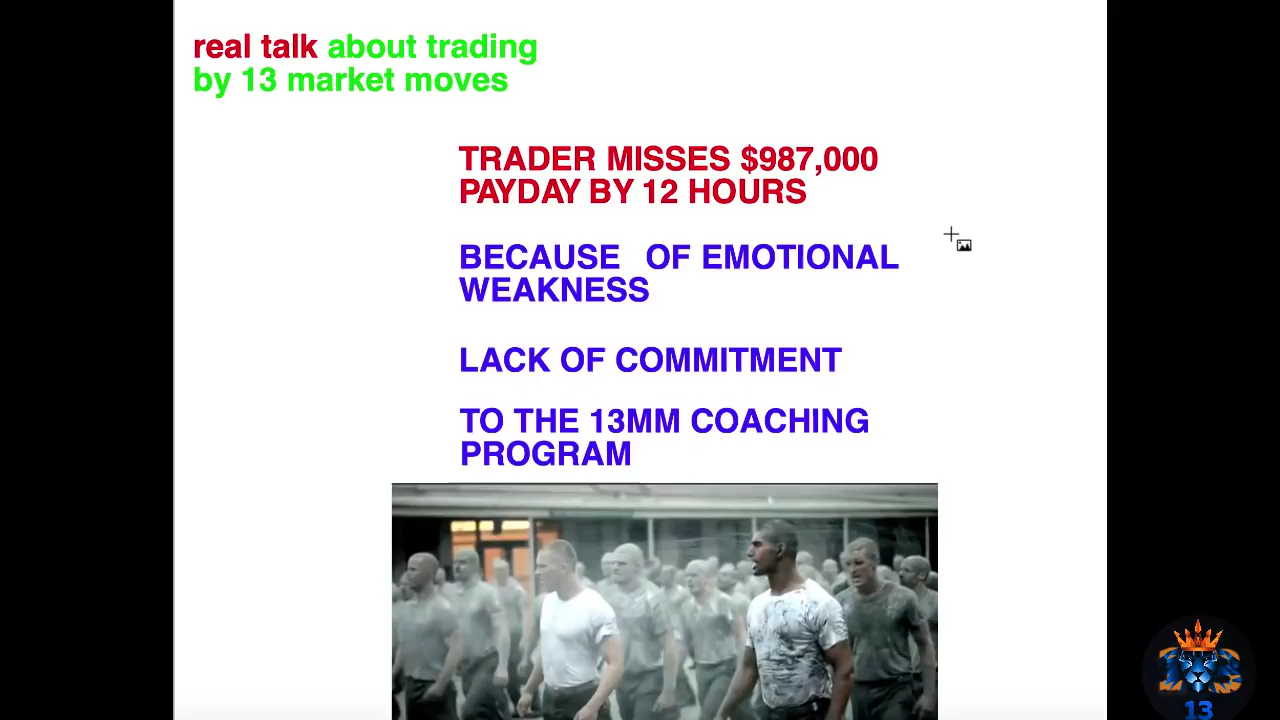 real talk about trading
by 13 market moves
TRADER MISSES $987,000
PAYDAY BY 12 HOURS
BECAUSE OF EMOTIONAL
WEAKNESS
LACK OF COMMITMENT
TO THE 13MM COACHING
PROGRAM
13